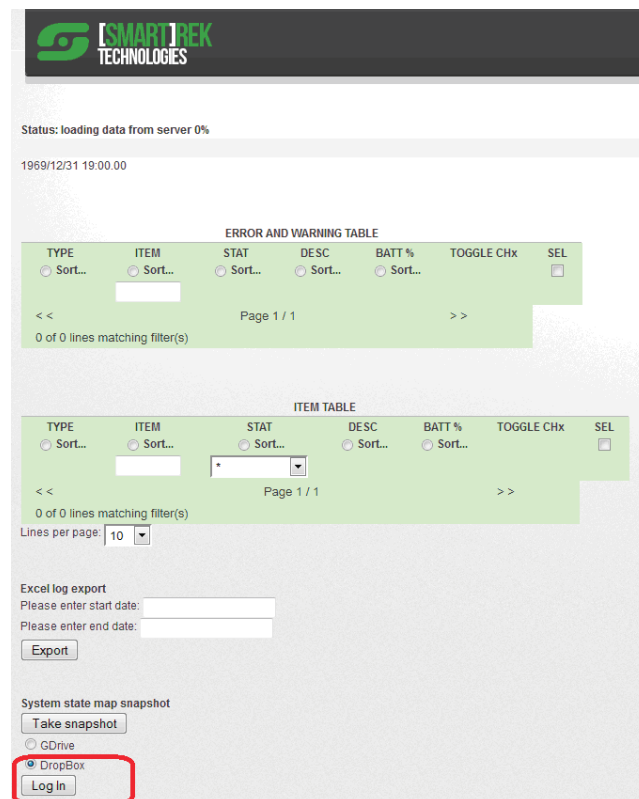 [SMART]REK
TECHNOLOGIES
Status: loading data from server 0%
1969/12/31 19:00.00
ERROR AND WARNING TABLE
TYPE ITEM STAT DESC BATT % TOGGLE CHx SEL
Sort... Sort... Sort... Sort... Sort...
< < Page 1 / 1 > >
0 of 0 lines matching filter(s)
ITEM TABLE
TYPE ITEM STAT DESC BATT % TOGGLE CHx SEL
Sort... Sort... Sort... Sort... Sort...
*
< < Page 1 / 1 > >
0 of 0 lines matching filter(s)
Lines per page: 10
Excel log export
Please enter start date:
Please enter end date:
Export
System state map snapshot
Take snapshot
GDrive
DropBox
Log In